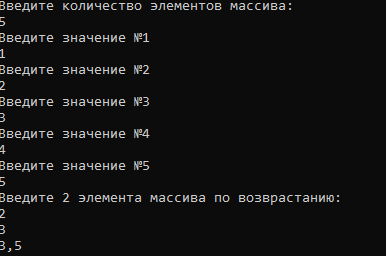 Введите количество элементов массива:
5
Введите значение №1
1
Введите значение №2
2
Введите значение №3
3
Введите значение №4
4
Введите значение №5
5
Введите 2 элемента массива по возврастанию:
2
3
3,5